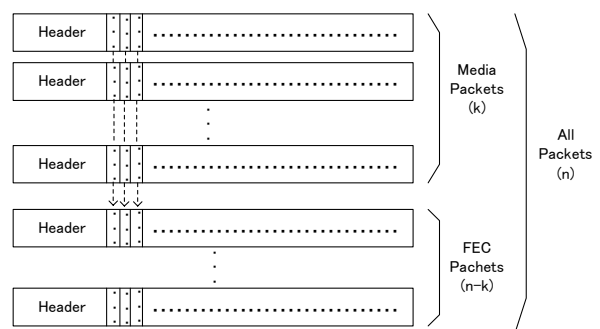 Header
Header
Header
Header
Header
Media
Packets
(k)
FEC
Pachets
(n-k)
All
Packets
(n)